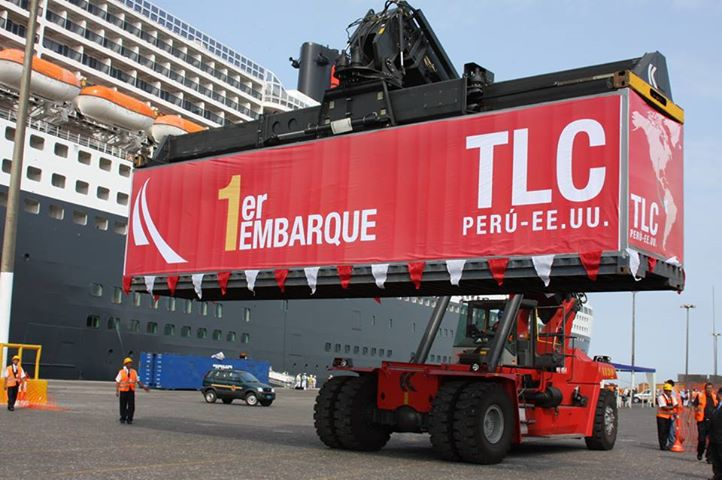 1er
EMBARQUE
TLC
PERÚ-EE.UU.
TLC
PERÚ-EE.UU.